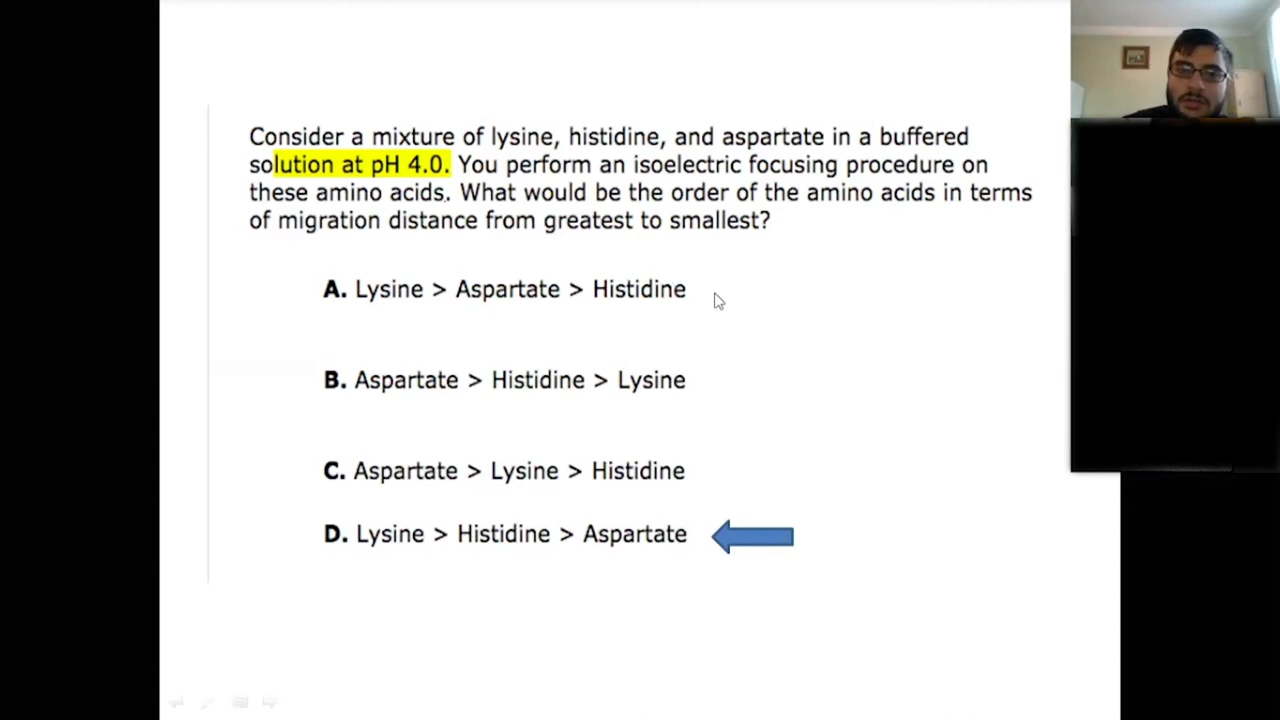 Consider a mixture of lysine, histidine, and aspartate in a buffered
solution at pH 4.0. You perform an isoelectric focusing procedure on
these amino acids. What would be the order of the amino acids in terms
of migration distance from greatest to smallest?
A. Lysine > Aspartate > Histidine
B. Aspartate > Histidine > Lysine
C. Aspartate > Lysine > Histidine
D. Lysine > Histidine > Aspartate